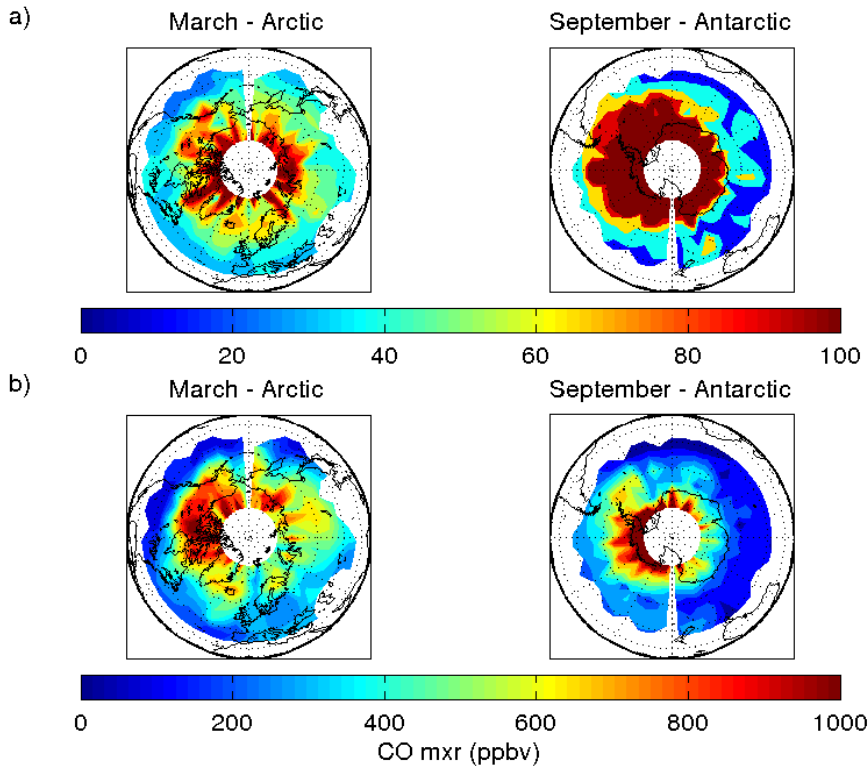 a)
March - Arctic September - Antarctic
0 20 40 60 80 100
b)
March - Arctic September - Antarctic
0 200 400 600 800 1000
CO mxr (ppbv)